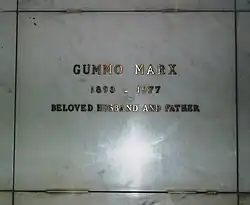 GUMMO MARX
1893 - 1977
BELOVED HUSBAND AND FATHER